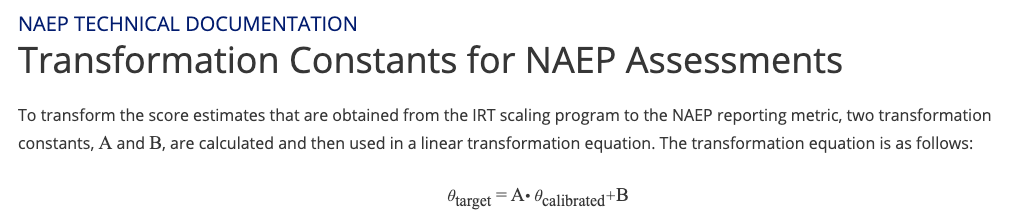 NAEP TECHNICAL DOCUMENTATION
Transformation Constants for NAEP Assessments
To transform the score estimates that are obtained from the IRT scaling program to the NAEP reporting metric, two transformation
constants, A and B, are calculated and then used in a linear transformation equation. The transformation equation is as follows:
θtarget = A• θcalibrated+B